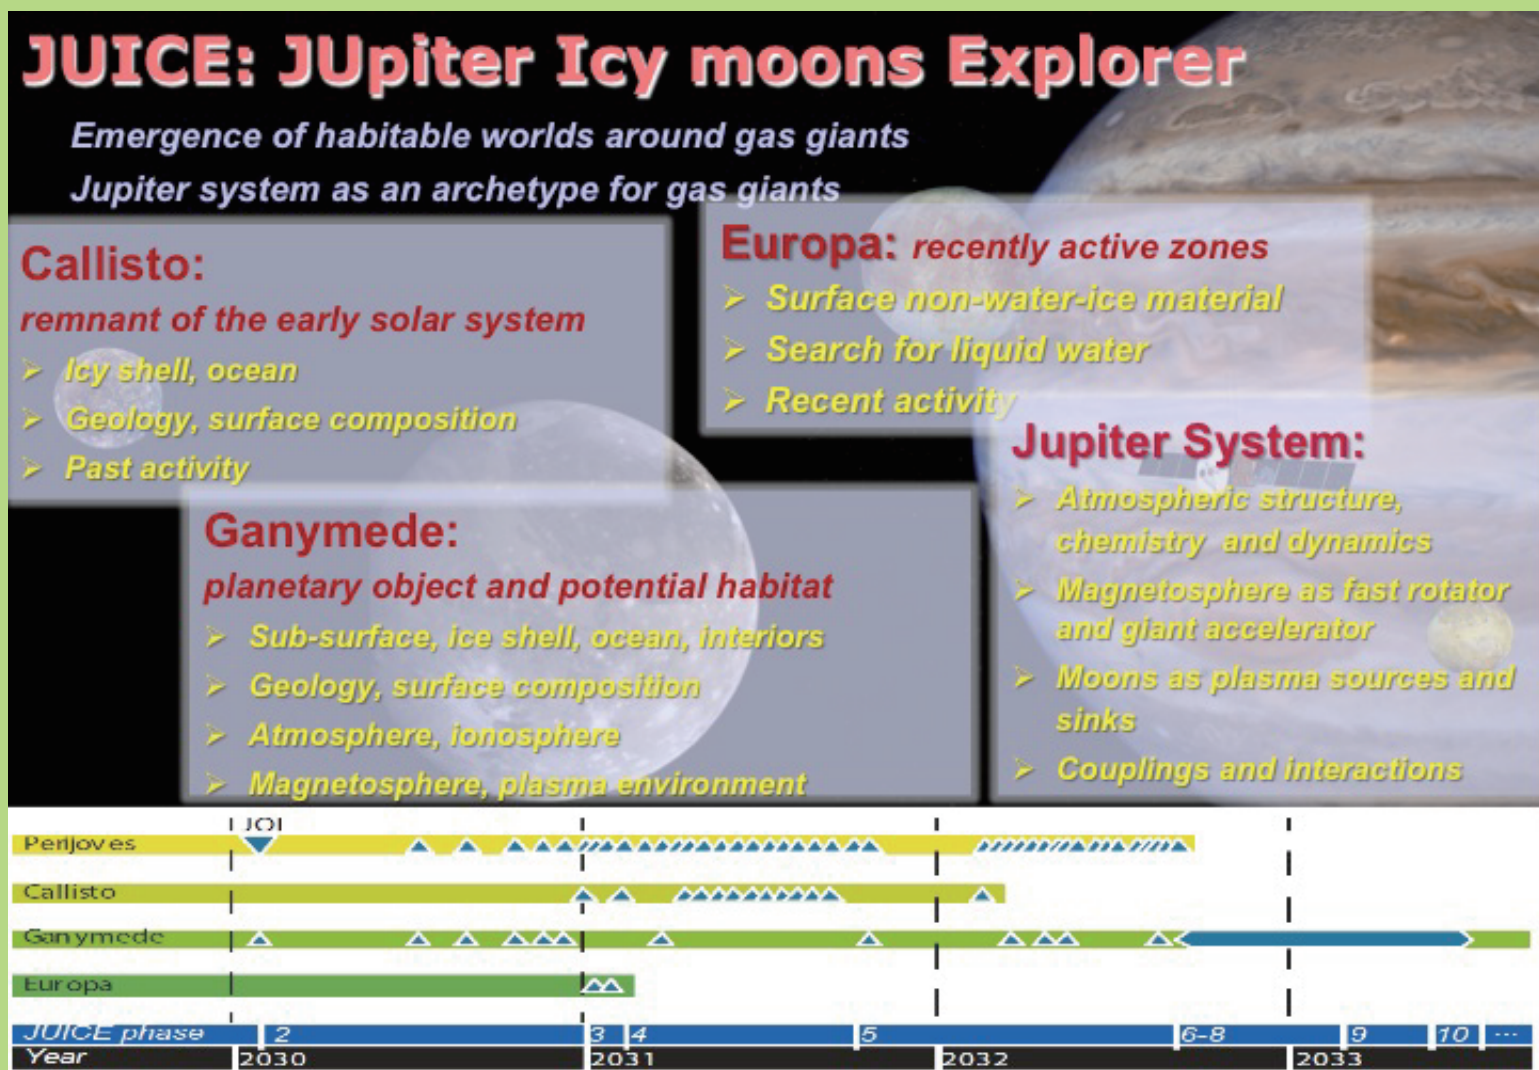 JUICE: JUpiter Icy moons Explorer
Emergence of habitable worlds around gas giants
Jupiter system as an archetype for gas giants
Callisto:
remnant of the early solar system
➢ Icy shell, ocean
➢ Geology, surface composition
➢ Past activity
Europa: recently active zones
➢ Surface non-water-ice material
➢ Search for liquid water
➢ Recent activity
Ganymede:
planetary object and potential habitat
➢ Sub-surface, ice shell, ocean, interiors
➢ Geology, surface composition
➢ Atmosphere, ionosphere
➢ Magnetosphere, plasma environment
Jupiter System:
➢ Atmospheric structure,
chemistry and dynamics
➢ Magnetosphere as fast rotator
and giant accelerator
➢ Moons as plasma sources and
sinks
➢ Couplings and interactions
JOI
Perijoves
Callisto
Ganymede
Europa
JUICE phase 2 3 4 5 6-8 9 10 ...
Year 2030 2031 2032 2033